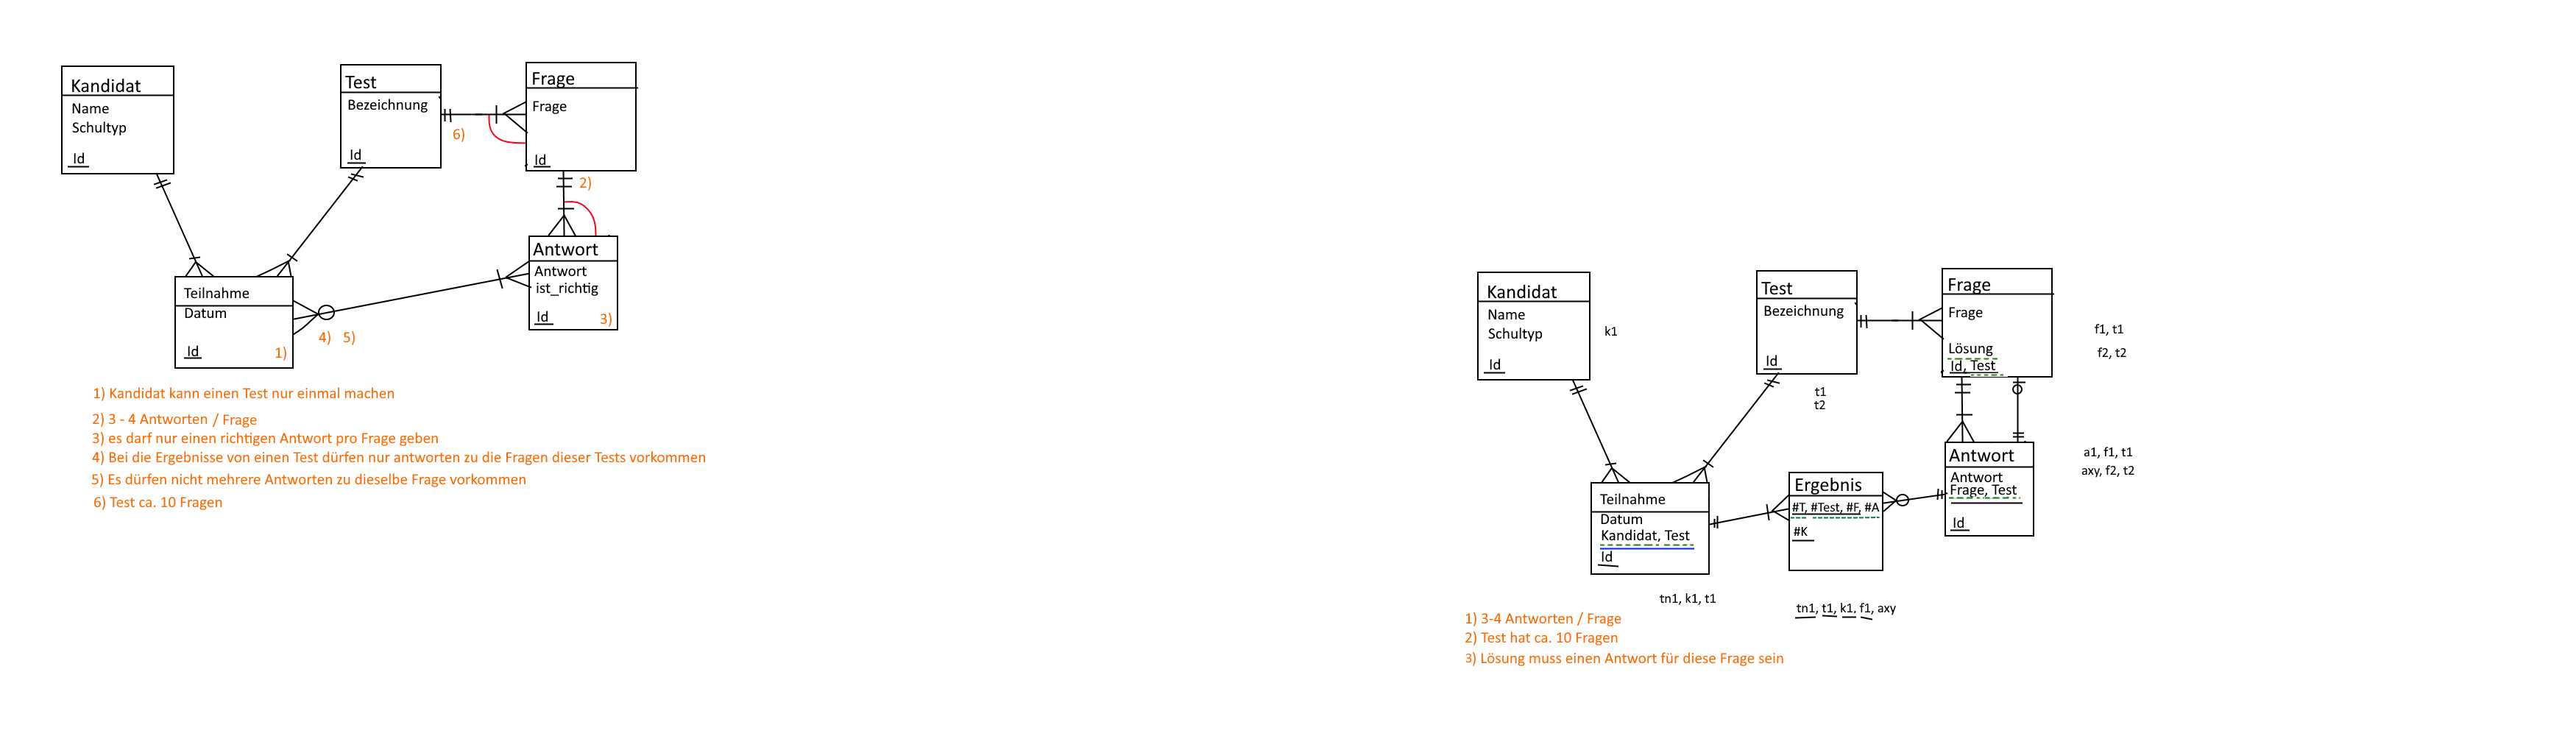 Kandidat
Name
Schultyp
Id
Test
Bezeichnung
Id
6)
Frage
Frage
Id
2)
Antwort
Antwort
ist_richtig
Id
3)
Teilnahme
Datum
Id
1)
4) 5)
1) Kandidat kann einen Test nur einmal machen
2) 3 - 4 Antworten / Frage
3) es darf nur einen richtigen Antwort pro Frage geben
4) Bei die Ergebnisse von einen Test dürfen nur antworten zu die Fragen dieser Tests vorkommen
5) Es dürfen nicht mehrere Antworten zu dieselbe Frage vorkommen
6) Test ca. 10 Fragen
Kandidat
Name
Schultyp
Id
k1
Test
Bezeichnung
Id
t1
t2
Frage
Frage
Lösung
Id, Test
f1, t1
f2, t2
Antwort
Antwort
Frage, Test
Id
a1, f1, t1
axy, f2, t2
Ergebnis
#T, #Test, #F, #A
#K
Teilnahme
Datum
Kandidat, Test
Id
tn1, k1, t1
tn1, t1, k1. f1, axy
1) 3-4 Antworten / Frage
2) Test hat ca. 10 Fragen
3) Lösung muss einen Antwort für diese Frage sein